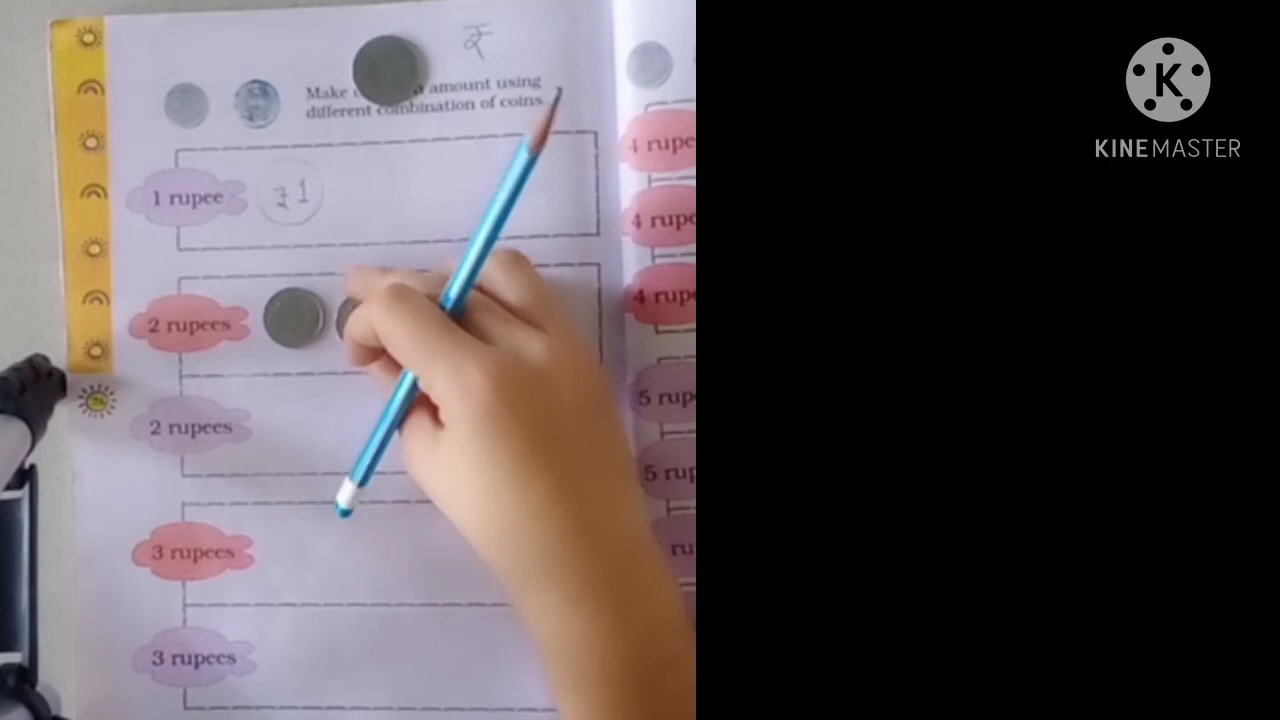 ₹
Make amount using
different combination of coins
1 rupee
₹1
2 rupees
2 rupees
3 rupees
3 rupees
4 rupe
4 rupe
4 rupe
5 rup
5 rup
ru
K
KINEMASTER